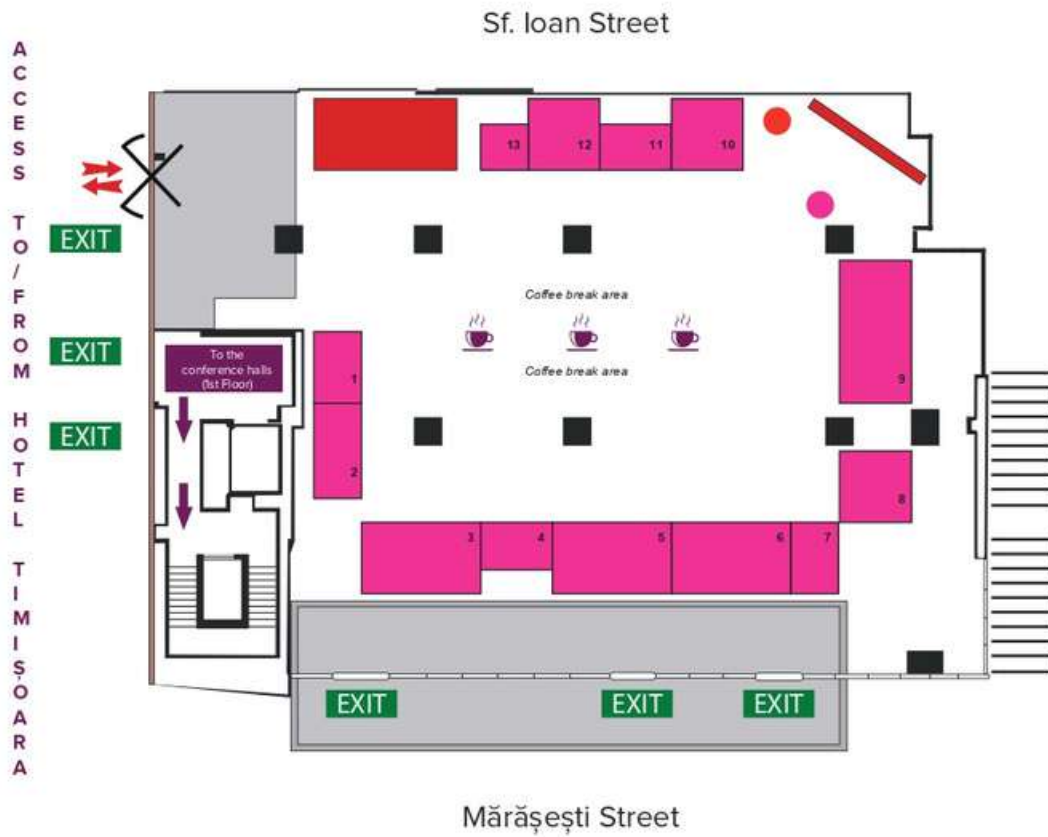 Sf. Ioan Street
ACCESS TO/FROM HOTEL TIMIȘOARA
13
12
11
10
EXIT
Coffee break area
EXIT
To the
conference halls
(1st Floor)
1
Coffee break area
9
EXIT
2
8
3
4
5
6
7
EXIT
EXIT
EXIT
Mărășești Street